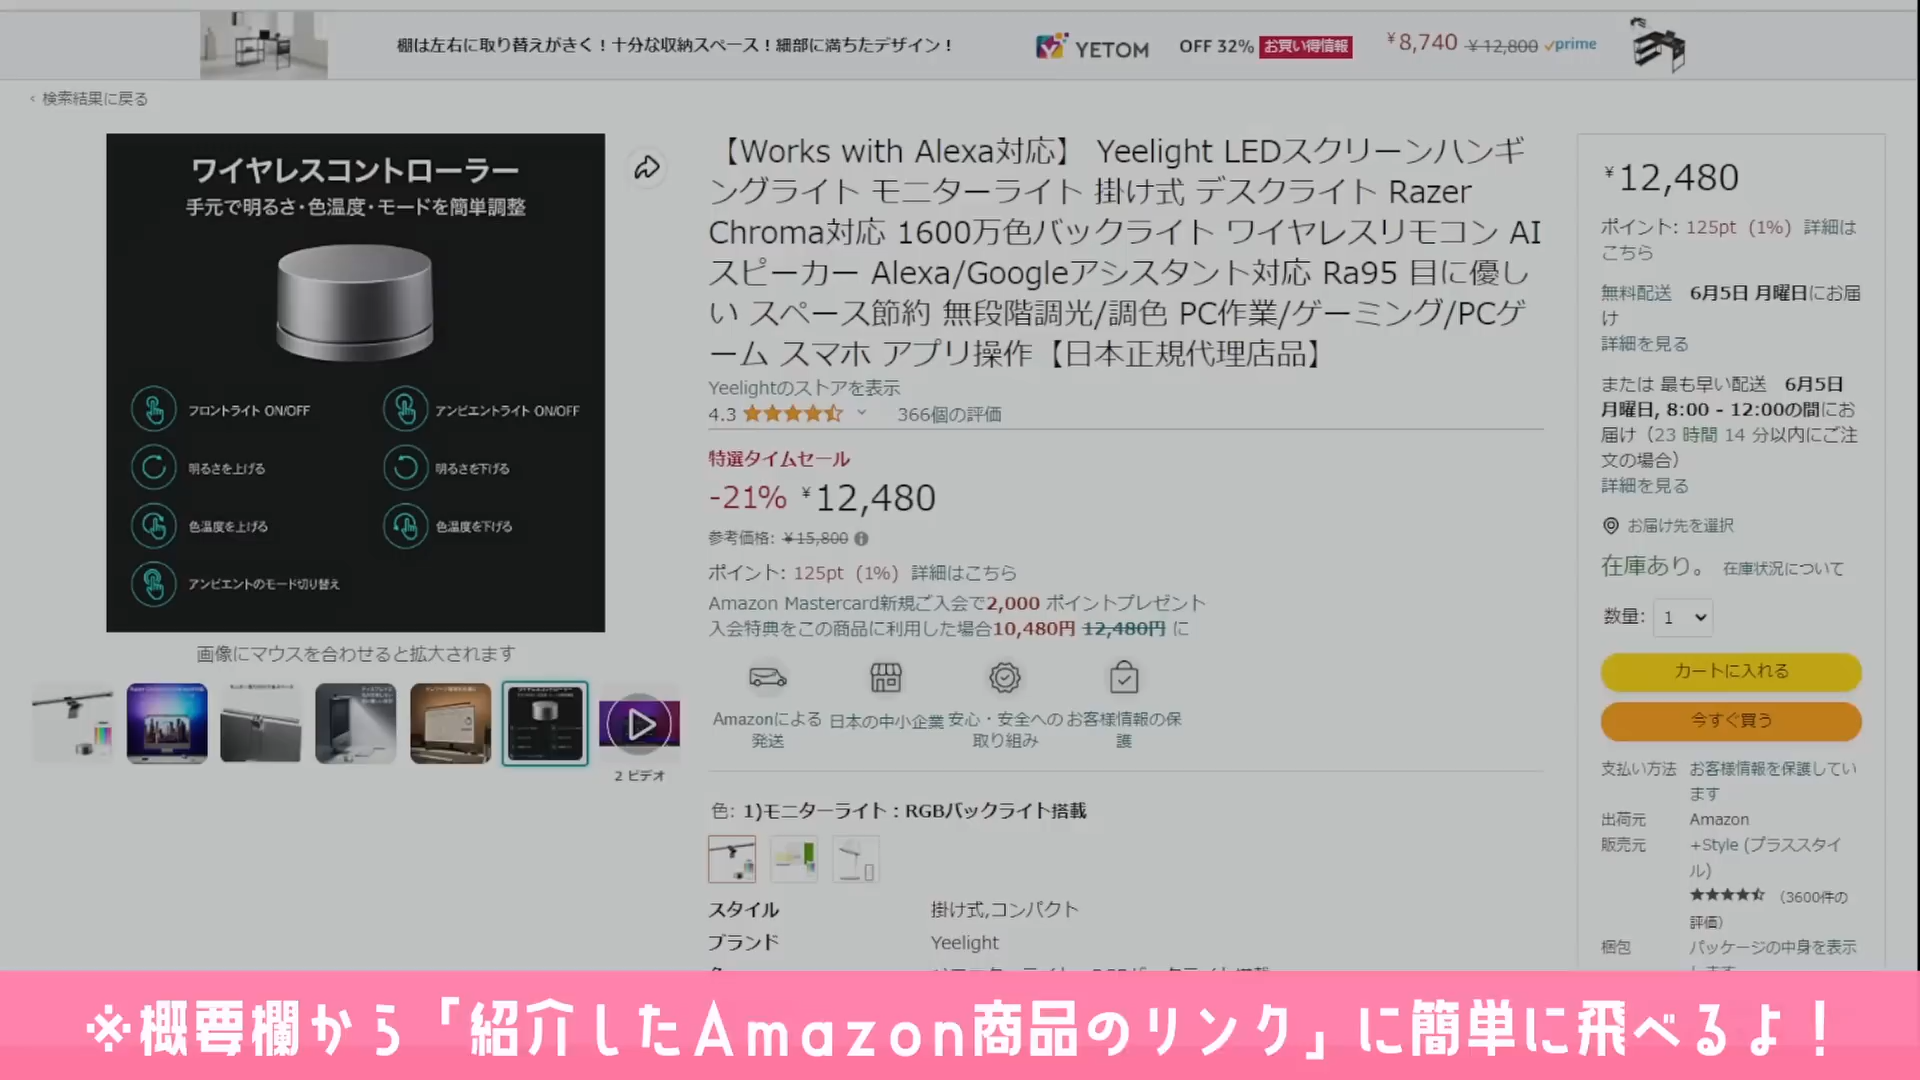 棚は左右に取り替えがきく！十分な収納スペース！細部に満ちたデザイン！
YETOM
OFF 32% お買い得情報
¥8,740 ¥12,800 prime
‹ 検索結果に戻る
ワイヤレスコントローラー
手元で明るさ・色温度・モードを簡単調整
フロントライト ON/OFF
アンビエントライト ON/OFF
明るさを上げる
明るさを下げる
色温度を上げる
色温度を下げる
アンビエントのモード切り替え
画像にマウスを合わせると拡大されます
2 ビデオ
【Works with Alexa対応】 Yeelight LEDスクリーンハンギ
ングライト モニターライト 掛け式 デスクライト Razer
Chroma対応 1600万色バックライト ワイヤレスリモコン AI
スピーカー Alexa/Googleアシスタント対応 Ra95 目に優し
い スペース節約 無段階調光/調色 PC作業/ゲーミング/PCゲ
ーム スマホ アプリ操作【日本正規代理店品】
Yeelightのストアを表示
4.3 366個の評価
特選タイムセール
-21% ¥12,480
参考価格: ¥15,800
ポイント: 125pt (1%) 詳細はこちら
Amazon Mastercard新規ご入会で2,000 ポイントプレゼント
入会特典をこの商品に利用した場合10,480円 12,480円 に
Amazonによる
発送
日本の中小企業
安心・安全への
取り組み
お客様情報の保
護
色: 1)モニターライト：RGBバックライト搭載
スタイル 掛け式,コンパクト
ブランド Yeelight
¥12,480
ポイント: 125pt (1%) 詳細は
こちら
無料配送 6月5日 月曜日にお届
け
詳細を見る
または 最も早い配送 6月5日
月曜日, 8:00 - 12:00の間にお
届け（23 時間 14 分以内にご注
文の場合）
詳細を見る
お届け先を選択
在庫あり。 在庫状況について
数量: 1
カートに入れる
今すぐ買う
支払い方法 お客様情報を保護してい
ます
出荷元 Amazon
販売元 +Style (プラススタイ
ル)
★★★★ (3600件の
評価)
梱包 パッケージの中身を表示
※概要欄から「紹介したAmazon商品のリンク」に簡単に飛べるよ！